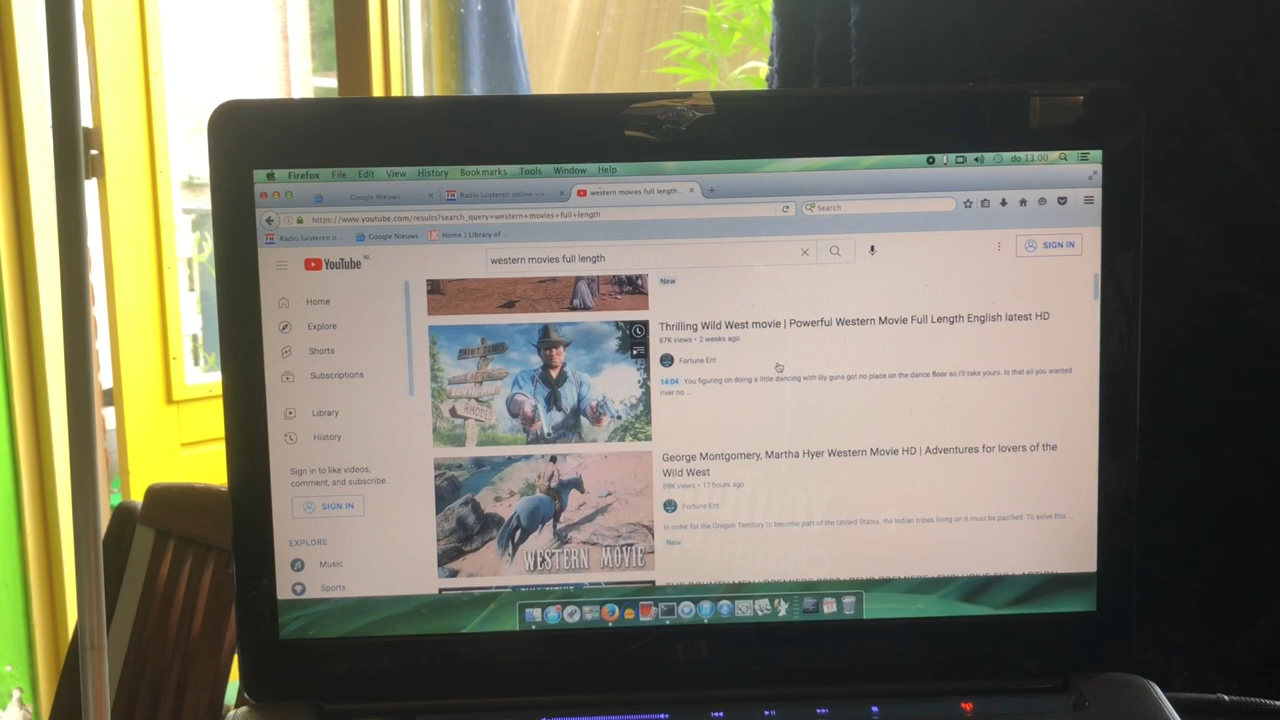 Firefox File Edit View History Bookmarks Tools Window Help do 13:00
Google Nieuws Radio luisteren online => western movies full length...
https://www.youtube.com/results?search_query=western+movies+full+length Search
Radio luisteren o... Google Nieuws Home | Library of...
YouTube NL western movies full length SIGN IN
Home
Explore
Shorts
Subscriptions
Library
History
Sign in to like videos,
comment, and subscribe.
SIGN IN
EXPLORE
Music
Sports
New
Thrilling Wild West movie | Powerful Western Movie Full Length English latest HD
87K views • 2 weeks ago
Fortune Ent
14:04 You figuring on doing a little dancing with lily guns got no place on the dance floor so i'll take yours. Is that all you wanted
river no ...
RHODES
George Montgomery, Martha Hyer Western Movie HD | Adventures for lovers of the
Wild West
99K views • 17 hours ago
Fortune Ent
In order for the Oregon Territory to become part of the United States, the Indian tribes living on it must be pacified. To solve this ...
New
WESTERN MOVIE